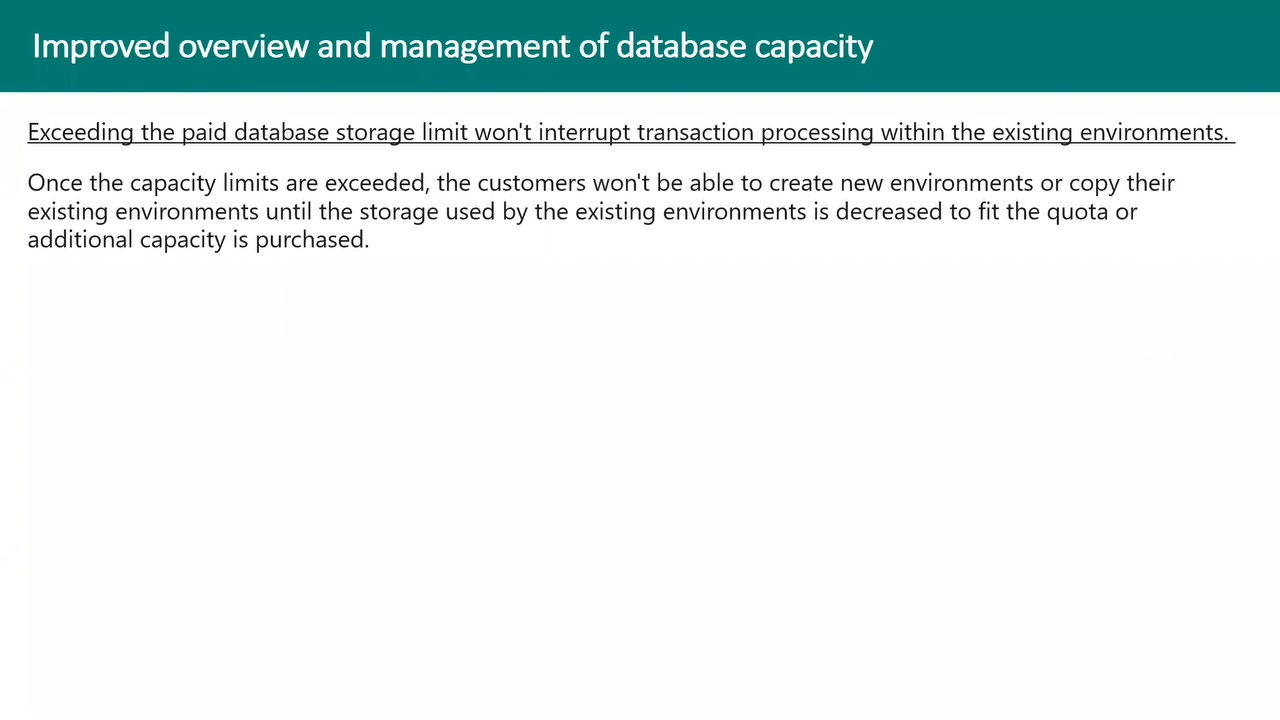 Improved overview and management of database capacity
Exceeding the paid database storage limit won't interrupt transaction processing within the existing environments.
Once the capacity limits are exceeded, the customers won't be able to create new environments or copy their
existing environments until the storage used by the existing environments is decreased to fit the quota or
additional capacity is purchased.